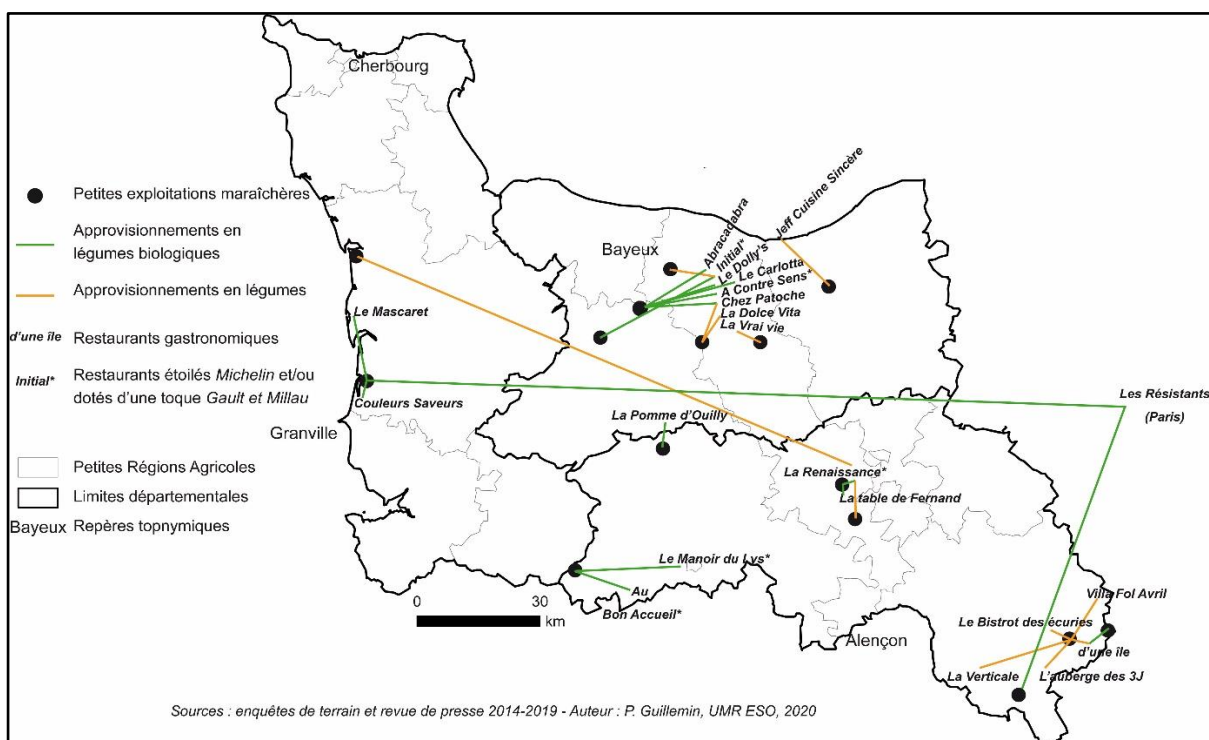 Cherbourg
Petites exploitations maraîchères
Approvisionnements en
légumes biologiques
Approvisionnements en légumes
d'une île
Restaurants gastronomiques
Initial*
Restaurants étoilés Michelin et/ou
dotés d'une toque Gault et Millau
Granville
Petites Régions Agricoles
Limites départementales
Bayeux
Repères topnymiques
Le Mascaret
Couleurs Saveurs
Bayeux
Abracadabra
Initial*
Le Dolly's
Le Carlotta
A Contre Sens*
Chez Patoche
La Dolce Vita
La Vrai vie
Jeff Cuisine Sincère
Les Résistants
(Paris)
La Pomme d'Ouilly
La Renaissance*
La table de Fernand
Le Manoir du Lys*
Au
Bon Accueil*
0
30
km
Alençon
Villa Fol Avril
Le Bistrot des écuries
d'une île
La Verticale
L'auberge des 3J
Sources : enquêtes de terrain et revue de presse 2014-2019 - Auteur : P. Guillemin, UMR ESO, 2020